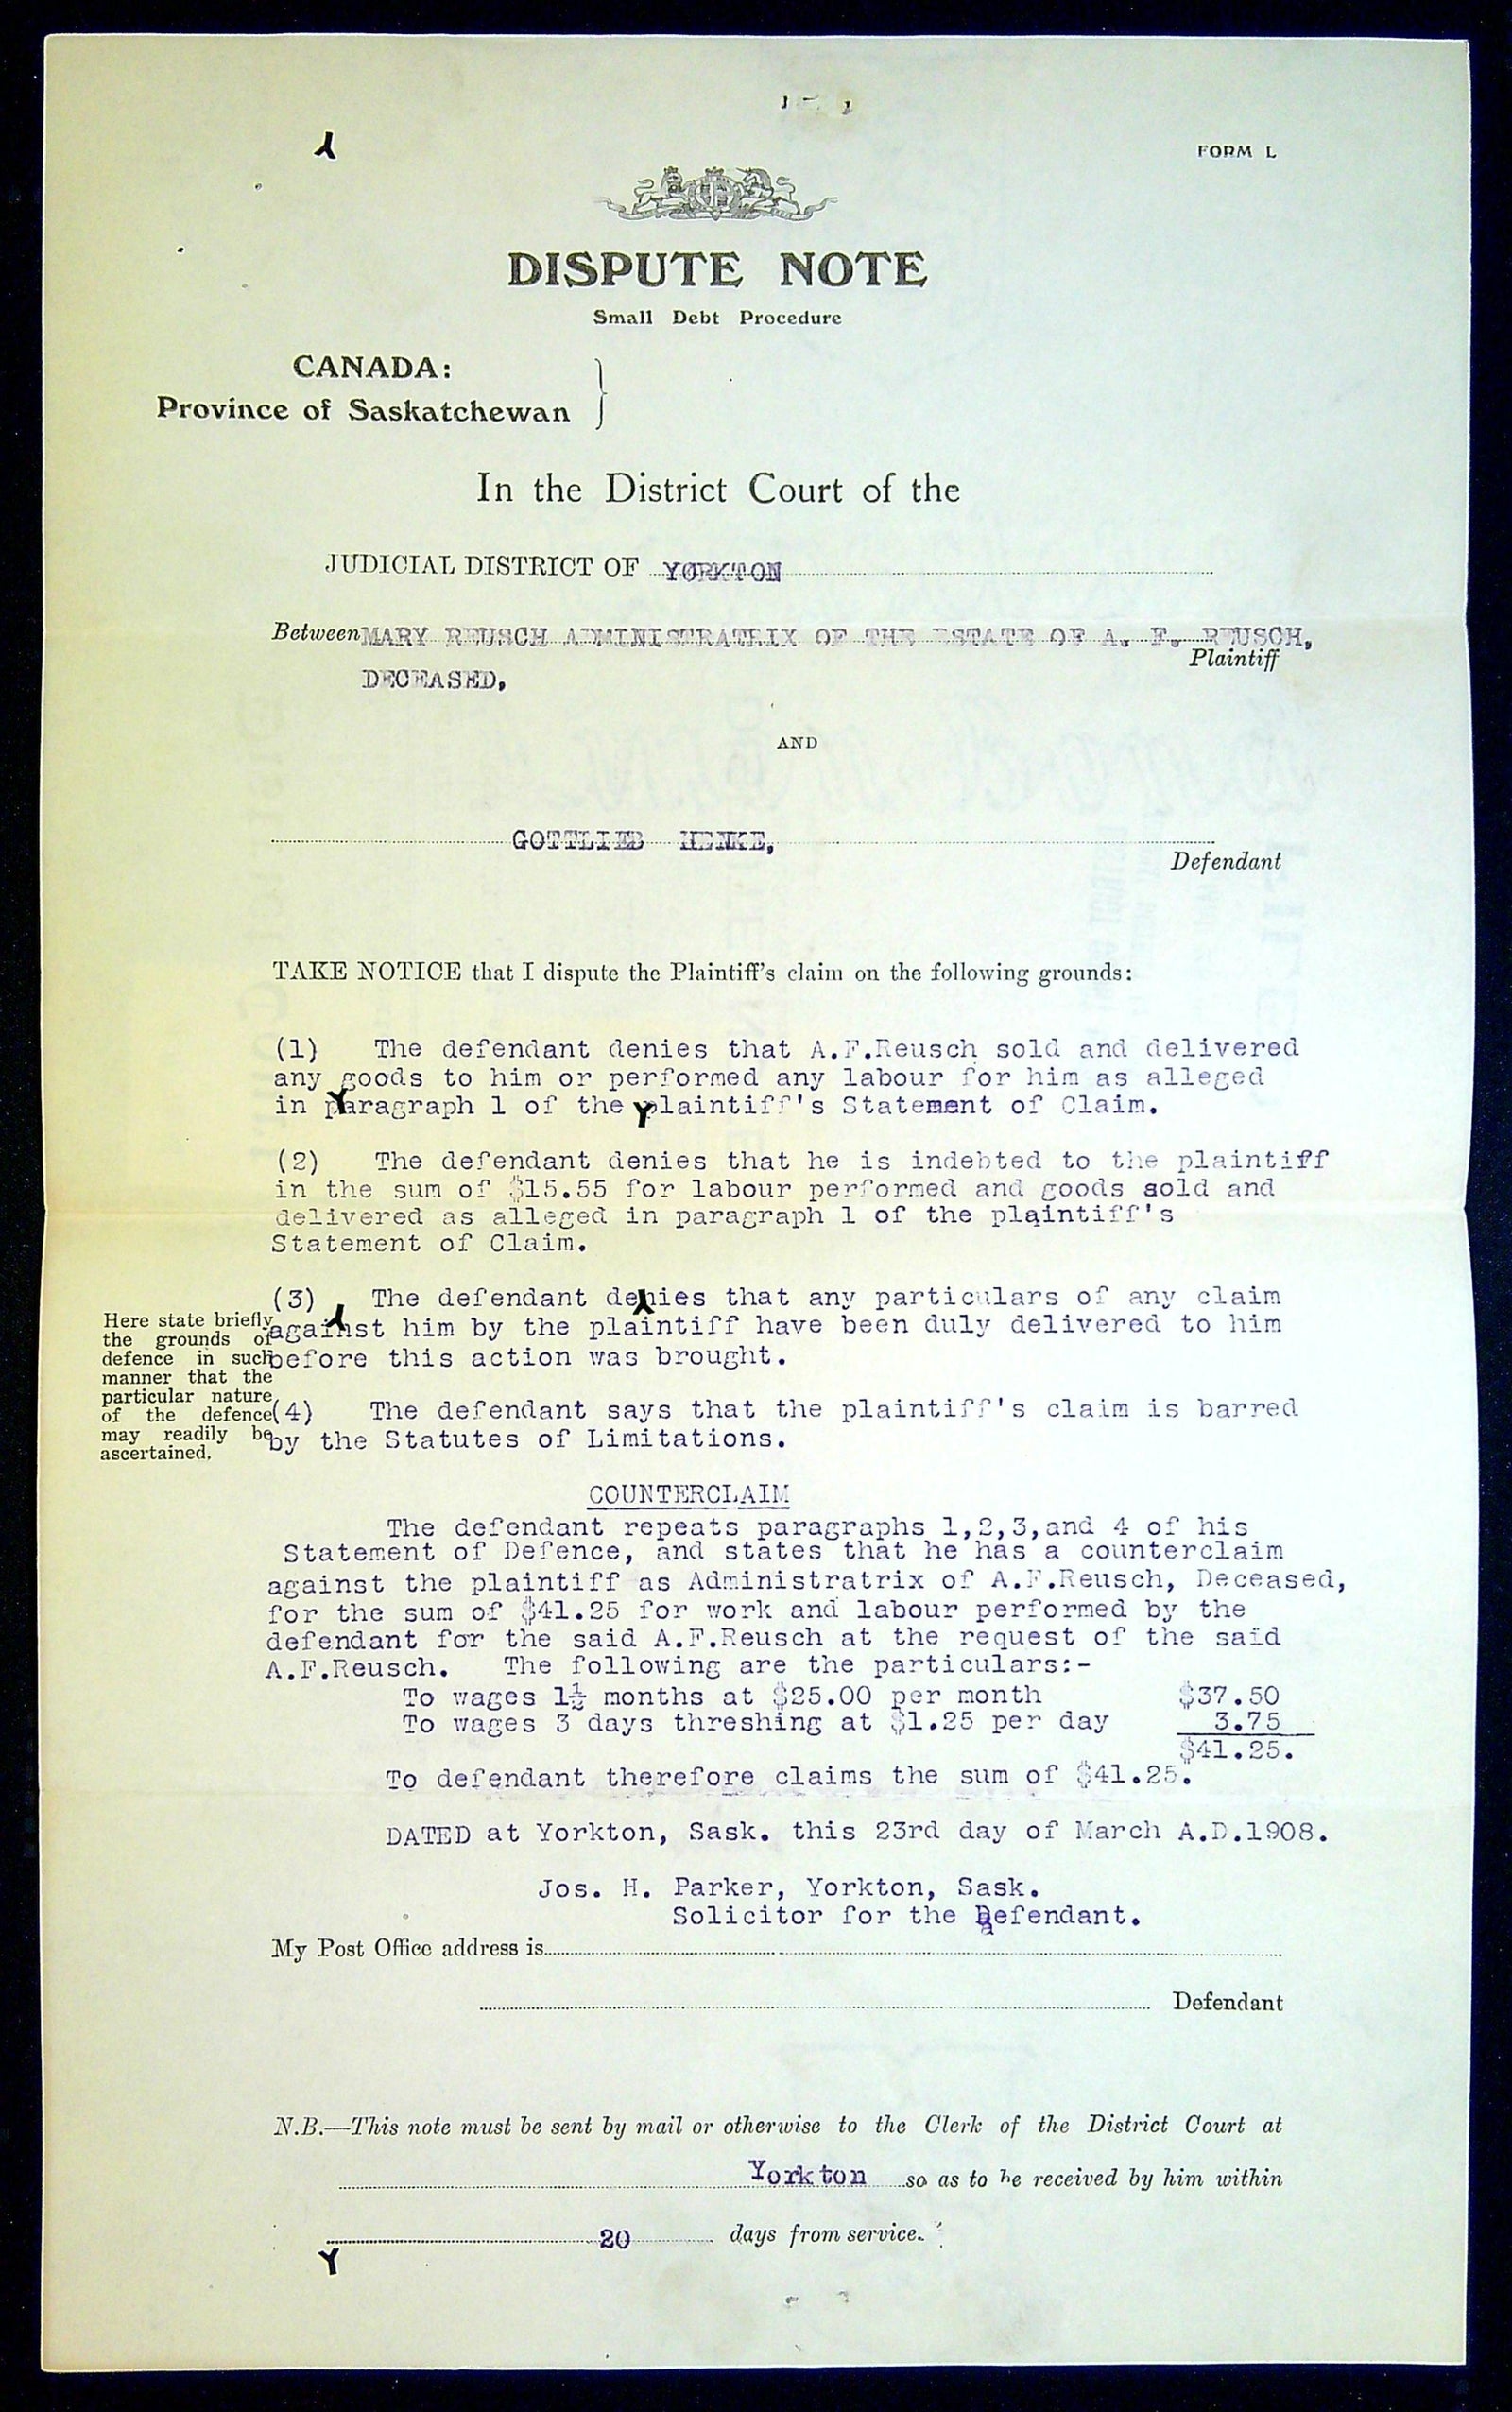 FORM L
DISPUTE NOTE
Small Debt Procedure
CANADA:
Province of Saskatchewan
In the District Court of the
JUDICIAL DISTRICT OF YORKTON
Between MARY REUSCH ADMINISTRATRIX OF THE ESTATE OF A. F. REUSCH,
Plaintiff
DECEASED,
AND
GOTTLIEB HENKE,
Defendant
TAKE NOTICE that I dispute the Plaintiff's claim on the following grounds:
(1) The defendant denies that A.F.Reusch sold and delivered
any goods to him or performed any labour for him as alleged
in paragraph 1 of the plaintiff's Statement of Claim.
(2) The defendant denies that he is indebted to the plaintiff
in the sum of $15.55 for labour performed and goods sold and
delivered as alleged in paragraph 1 of the plaintiff's
Statement of Claim.
(3) The defendant denies that any particulars of any claim
against him by the plaintiff have been duly delivered to him
before this action was brought.
(4) The defendant says that the plaintiff's claim is barred
by the Statutes of Limitations.
Here state briefly
the grounds of
defence in such
manner that the
particular nature
of the defence
may readily be
ascertained.
COUNTERCLAIM
The defendant repeats paragraphs 1,2,3,and 4 of his
Statement of Defence, and states that he has a counterclaim
against the plaintiff as Administratrix of A.F.Reusch, Deceased,
for the sum of $41.25 for work and labour performed by the
defendant for the said A.F.Reusch at the request of the said
A.F.Reusch. The following are the particulars:-
To wages 1½ months at $25.00 per month $37.50
To wages 3 days threshing at $1.25 per day 3.75
$41.25.
To defendant therefore claims the sum of $41.25.
DATED at Yorkton, Sask. this 23rd day of March A.D.1908.
Jos. H. Parker, Yorkton, Sask.
Solicitor for the Defendant.
My Post Office address is
Defendant
N.B.—This note must be sent by mail or otherwise to the Clerk of the District Court at
Yorkton so as to be received by him within
20 days from service.